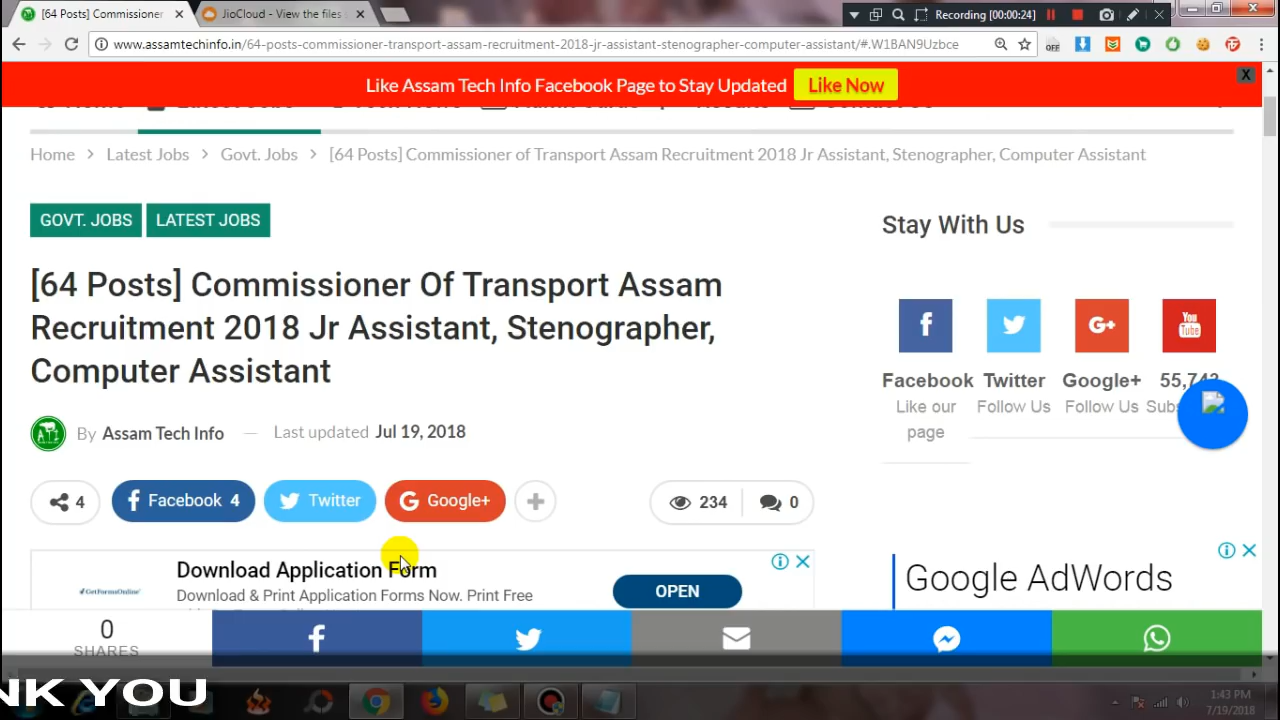 [64 Posts] Commissioner
JioCloud - View the files
Recording [00:00:24]
www.assamtechinfo.in/64-posts-commissioner-transport-assam-recruitment-2018-jr-assistant-stenographer-computer-assistant/#.W1BAN9Uzbce
OFF
Like Assam Tech Info Facebook Page to Stay Updated Like Now
X
Home > Latest Jobs > Govt. Jobs > [64 Posts] Commissioner of Transport Assam Recruitment 2018 Jr Assistant, Stenographer, Computer Assistant
GOVT. JOBS LATEST JOBS
Stay With Us
[64 Posts] Commissioner Of Transport Assam
Recruitment 2018 Jr Assistant, Stenographer,
Computer Assistant
You
Tube
Facebook Twitter Google+ 55,742
Like our page
Follow Us
Follow Us
By Assam Tech Info — Last updated Jul 19, 2018
4 Facebook 4 Twitter Google+ 234 0
Download Application Form
GetFormsOnline
Download & Print Application Forms Now. Print Free
OPEN
Google AdWords
0
SHARES
NK YOU
1:43 PM
7/19/2018